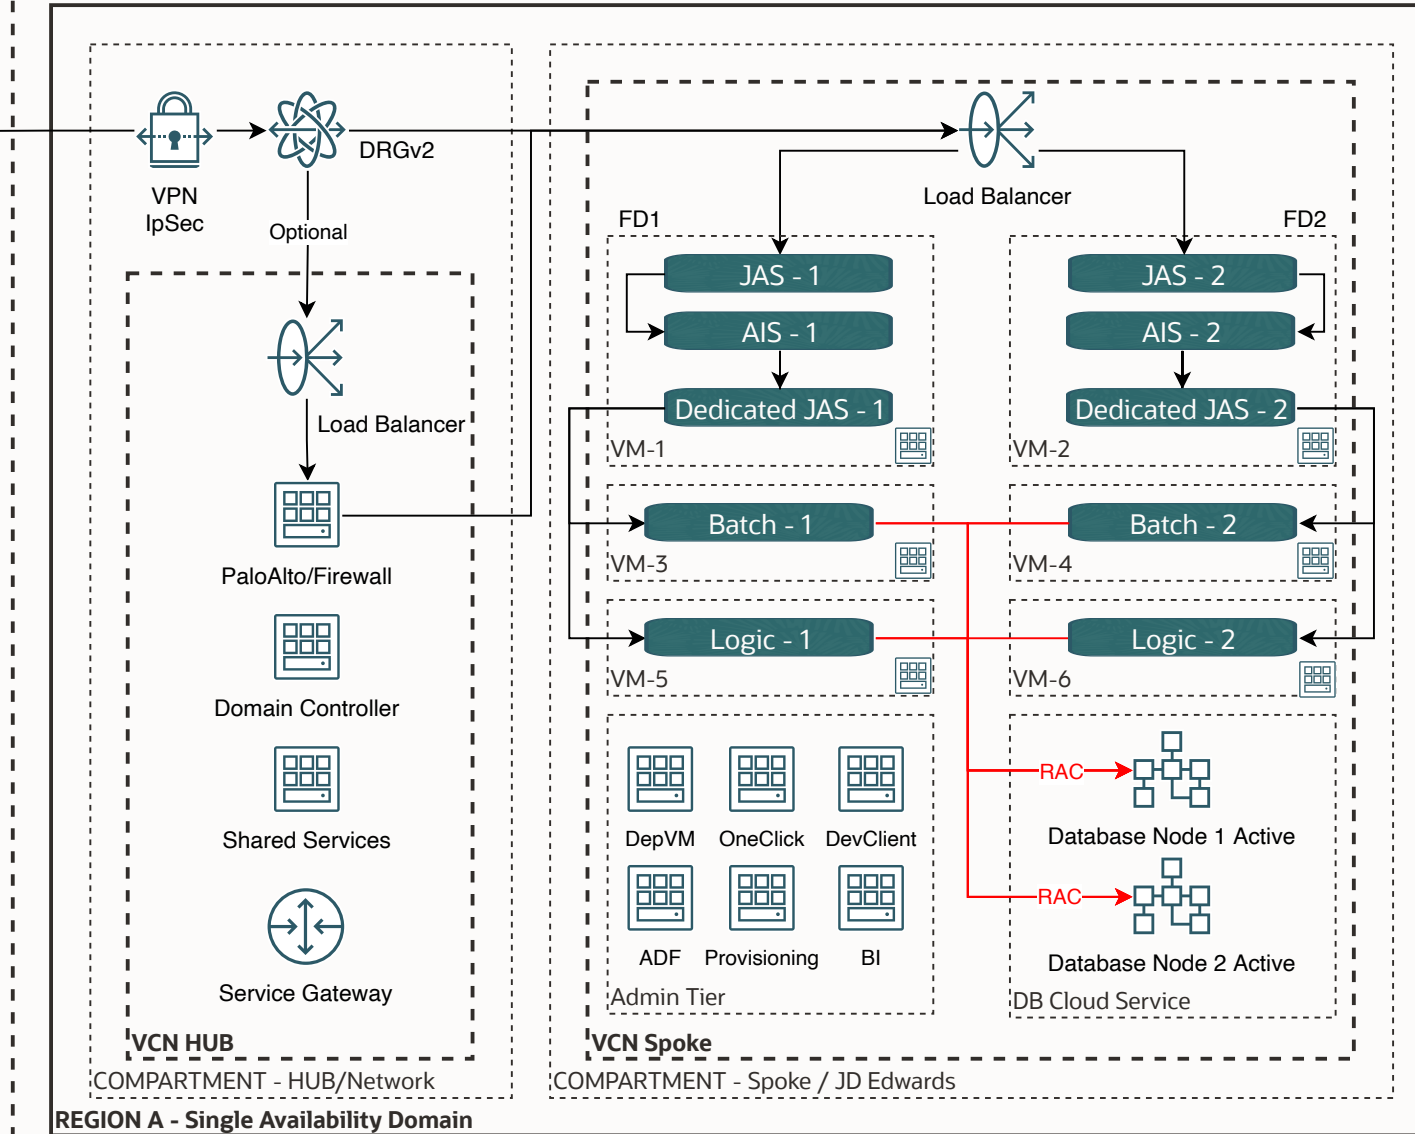 VPN
IpSec
DRGv2
Optional
Load Balancer
PaloAlto/Firewall
Domain Controller
Shared Services
Service Gateway
VCN HUB
COMPARTMENT - HUB/Network
Load Balancer
FD1
FD2
JAS - 1
AIS - 1
Dedicated JAS - 1
VM-1
JAS - 2
AIS - 2
Dedicated JAS - 2
VM-2
Batch - 1
VM-3
Batch - 2
VM-4
Logic - 1
VM-5
Logic - 2
VM-6
DepVM
OneClick
DevClient
ADF
Provisioning
BI
Admin Tier
RAC
Database Node 1 Active
RAC
Database Node 2 Active
DB Cloud Service
VCN Spoke
COMPARTMENT - Spoke / JD Edwards
REGION A - Single Availability Domain